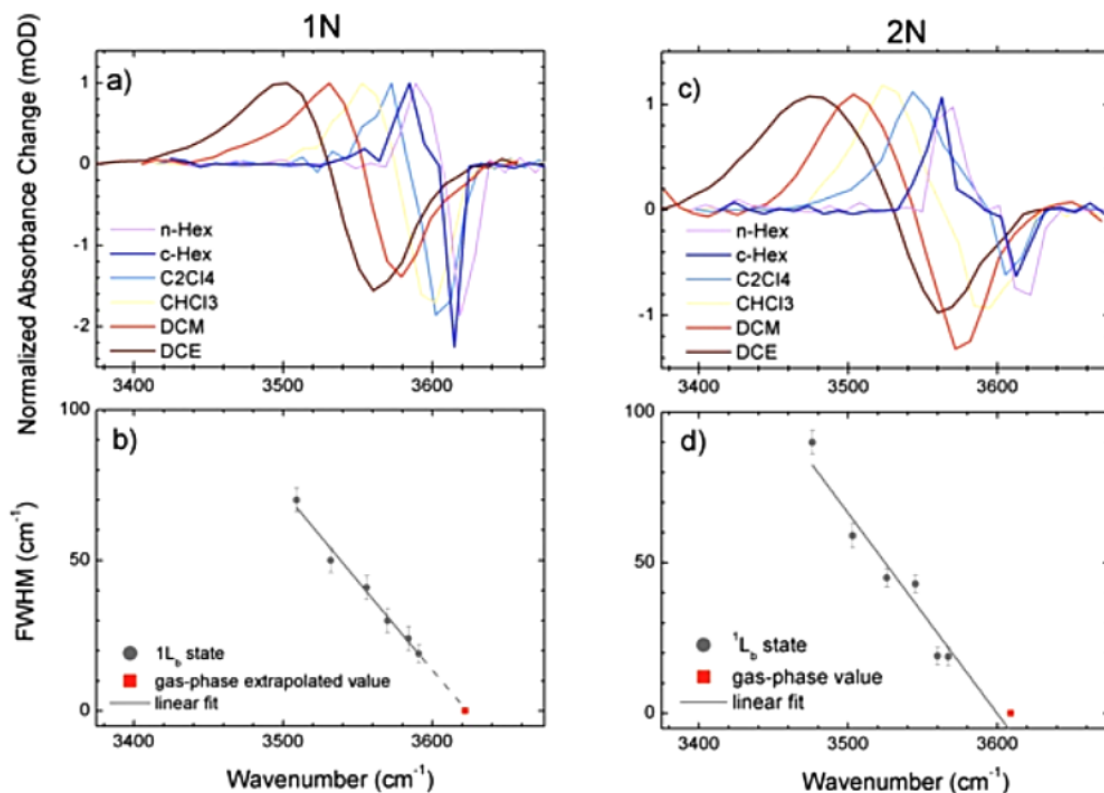 1N
2N
Normalized Absorbance Change (mOD)
a)
1
0
-1
-2
n-Hex
c-Hex
C2Cl4
CHCl3
DCM
DCE
3400
3500
3600
c)
1
0
-1
n-Hex
c-Hex
C2Cl4
CHCl3
DCM
DCE
3400
3500
3600
FWHM (cm⁻¹)
b)
100
50
0
1L_b state
gas-phase extrapolated value
linear fit
3400
3500
3600
Wavenumber (cm⁻¹)
d)
100
50
0
¹L_b state
gas-phase value
linear fit
3400
3500
3600
Wavenumber (cm⁻¹)